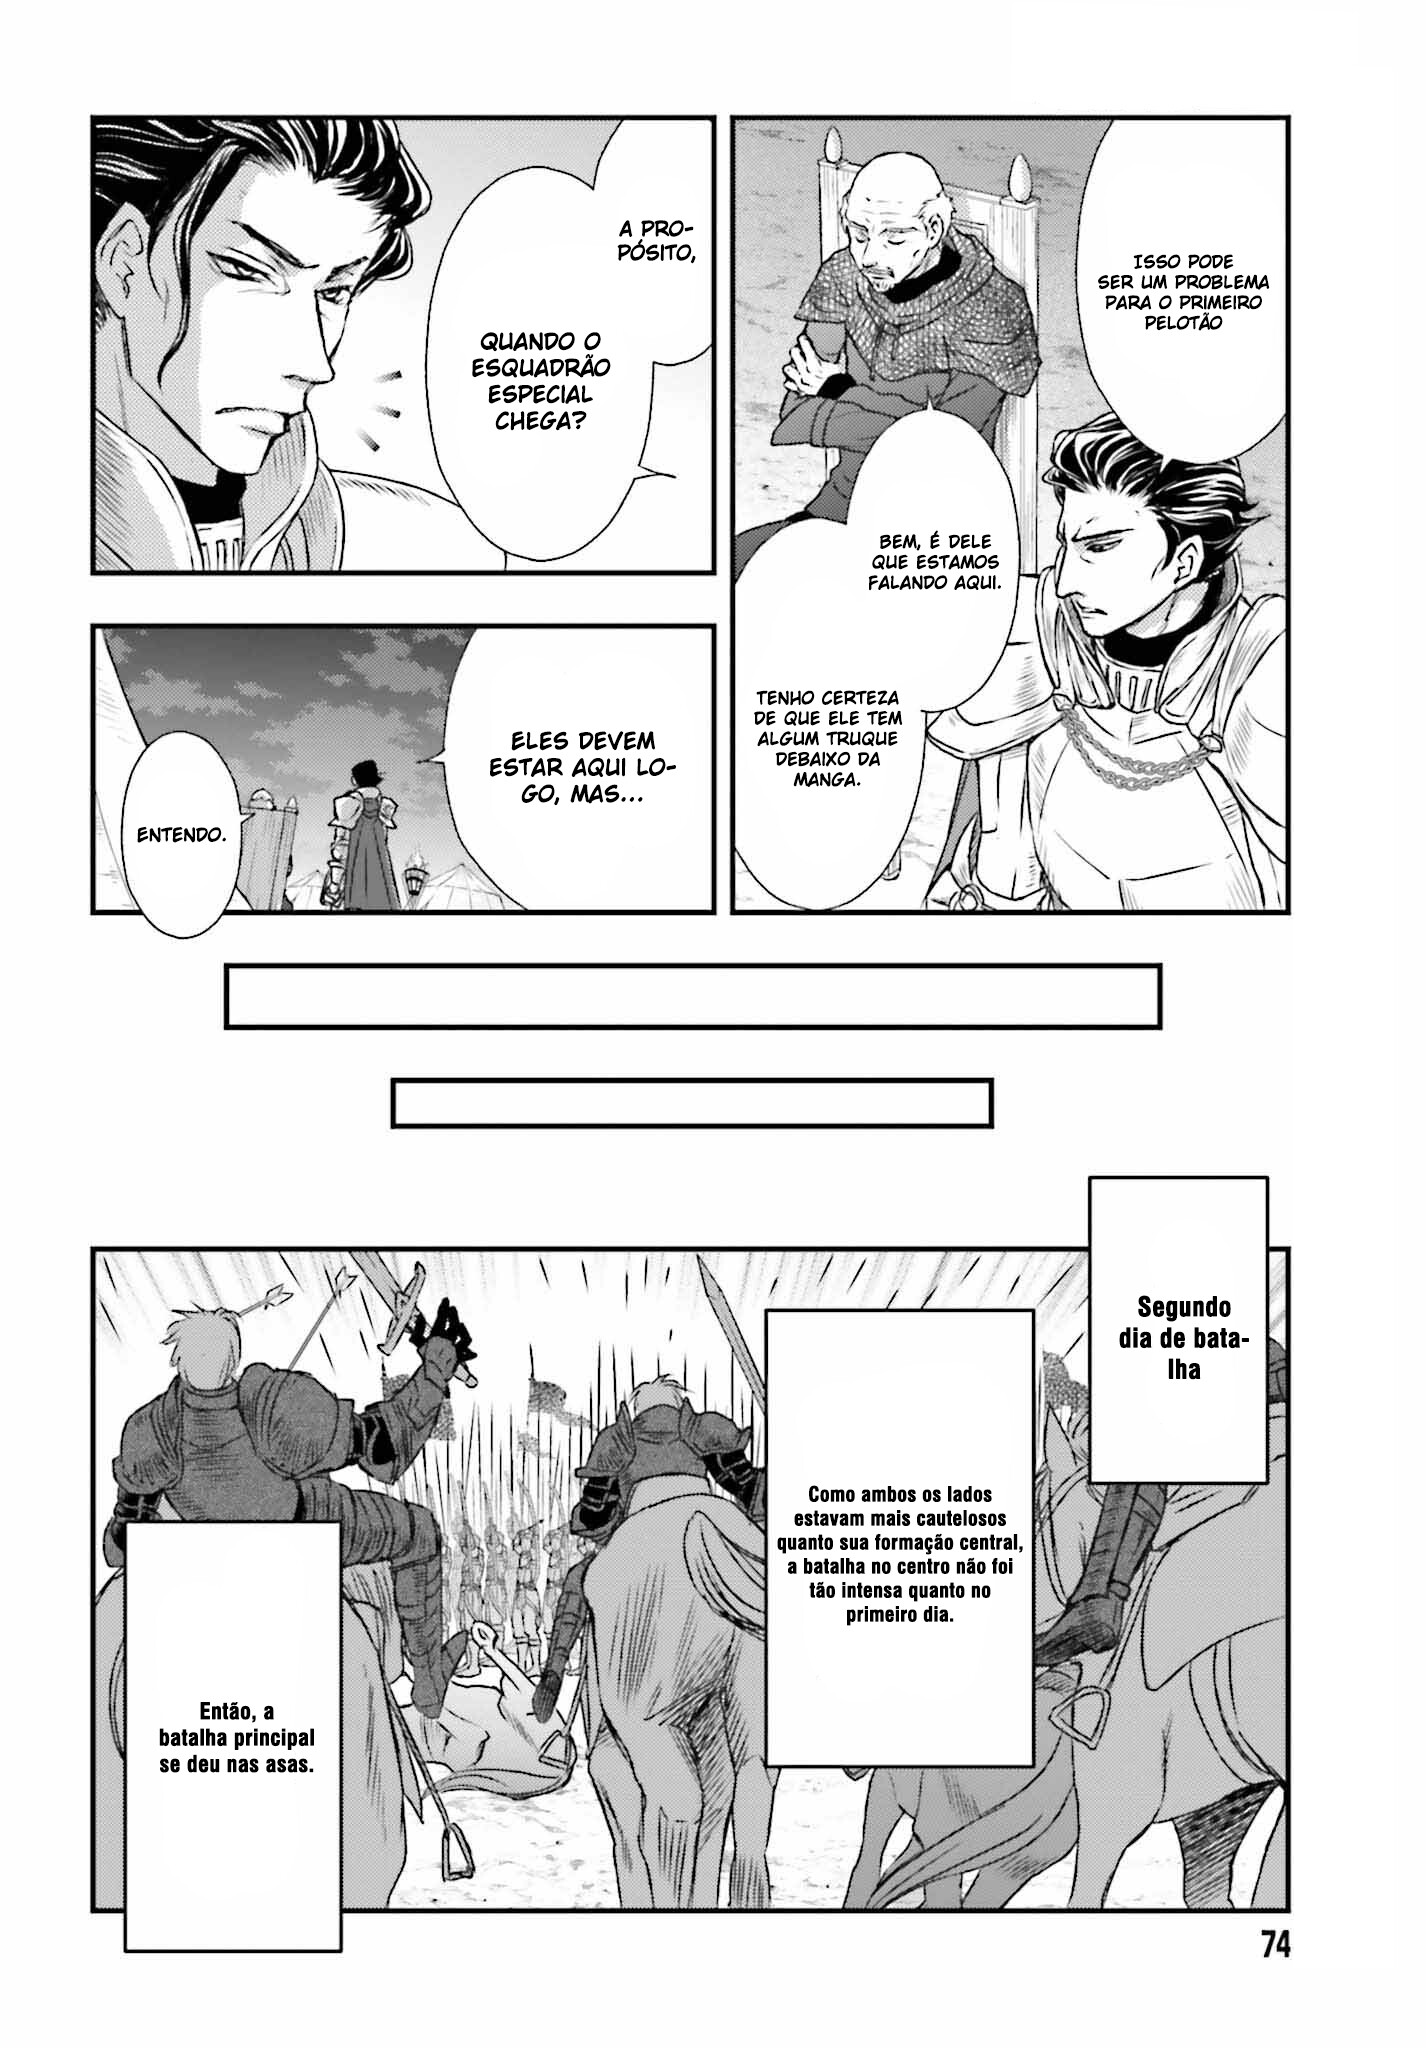 ISSO PODE
SER UM PROBLEMA
PARA O PRIMEIRO
PELOTÃO
BEM, É DELE
QUE ESTAMOS
FALANDO AQUI.
TENHO CERTEZA
DE QUE ELE TEM
ALGUM TRUQUE
DEBAIXO DA
MANGA.
A PRO-
PÓSITO,
QUANDO O
ESQUADRÃO
ESPECIAL
CHEGA?
ELES DEVEM
ESTAR AQUI LO-
GO, MAS...
ENTENDO.
Segundo
dia de bata-
lha
Como ambos os lados
estavam mais cautelosos
quanto sua formação central,
a batalha no centro não foi
tão intensa quanto no
primeiro dia.
Então, a
batalha principal
se deu nas asas.
74